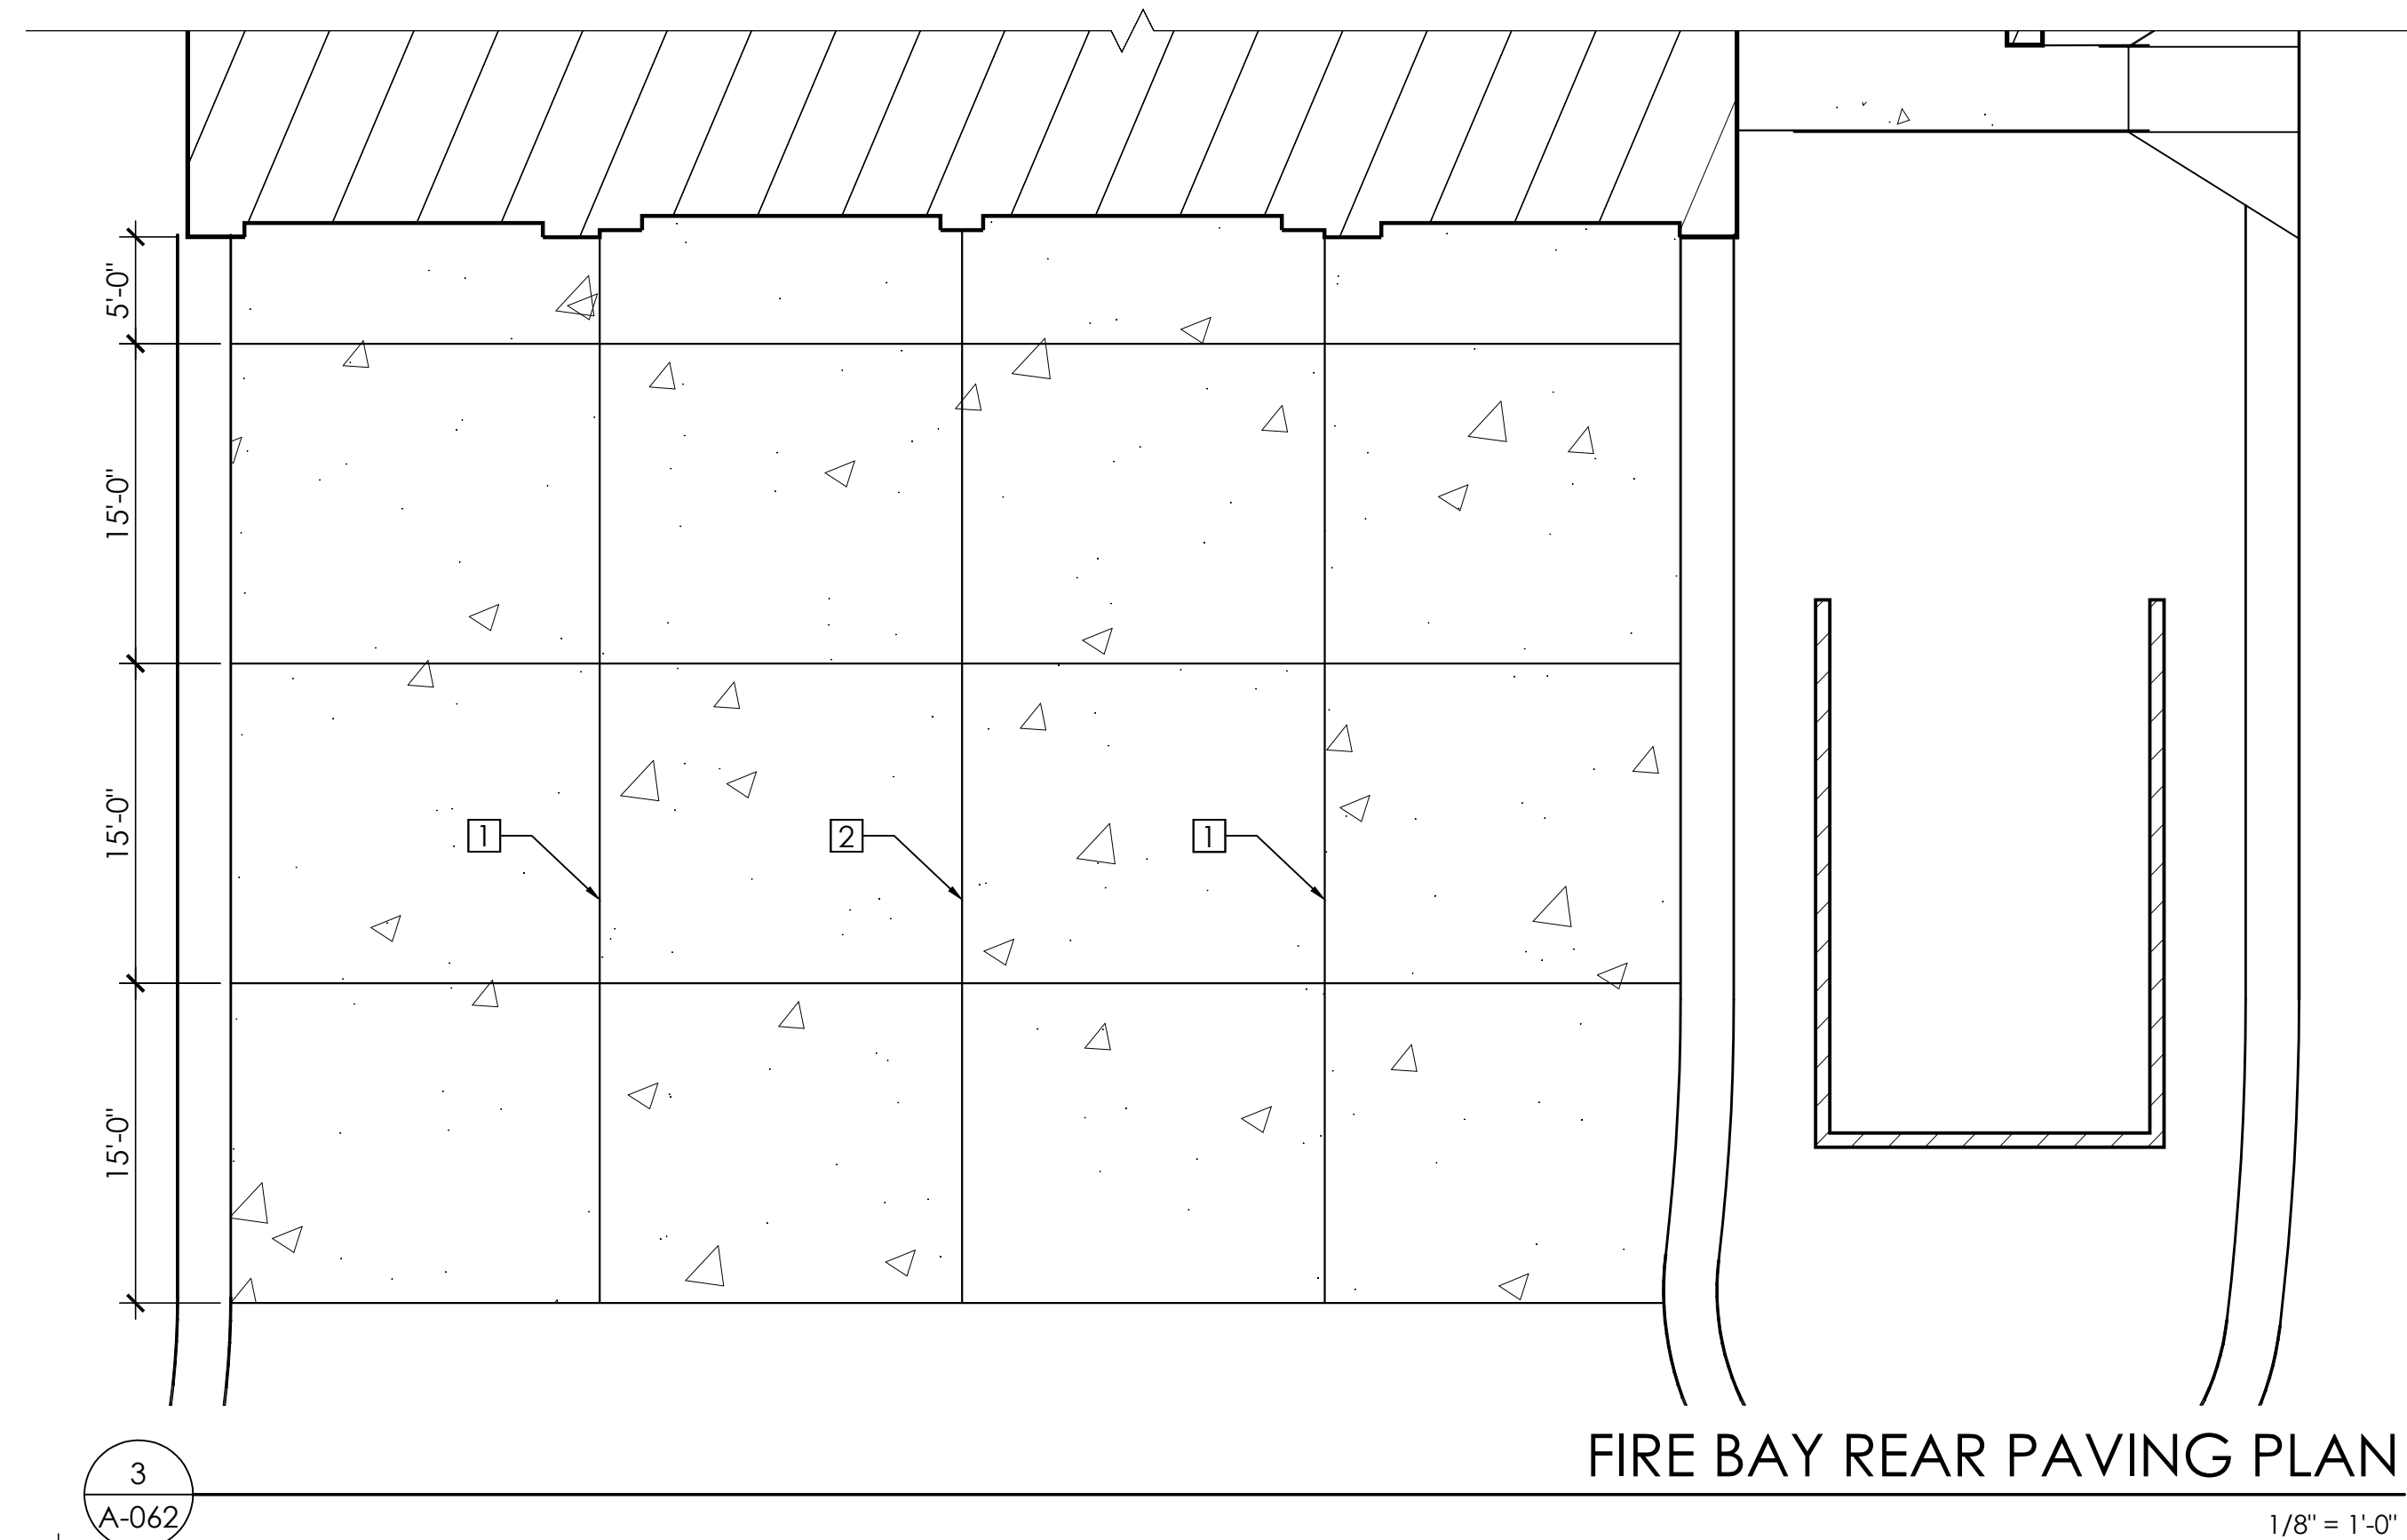 5'-0"
15'-0"
15'-0"
15'-0"
1
2
1
FIRE BAY REAR PAVING PLAN
3
A-062
1/8" = 1'-0"